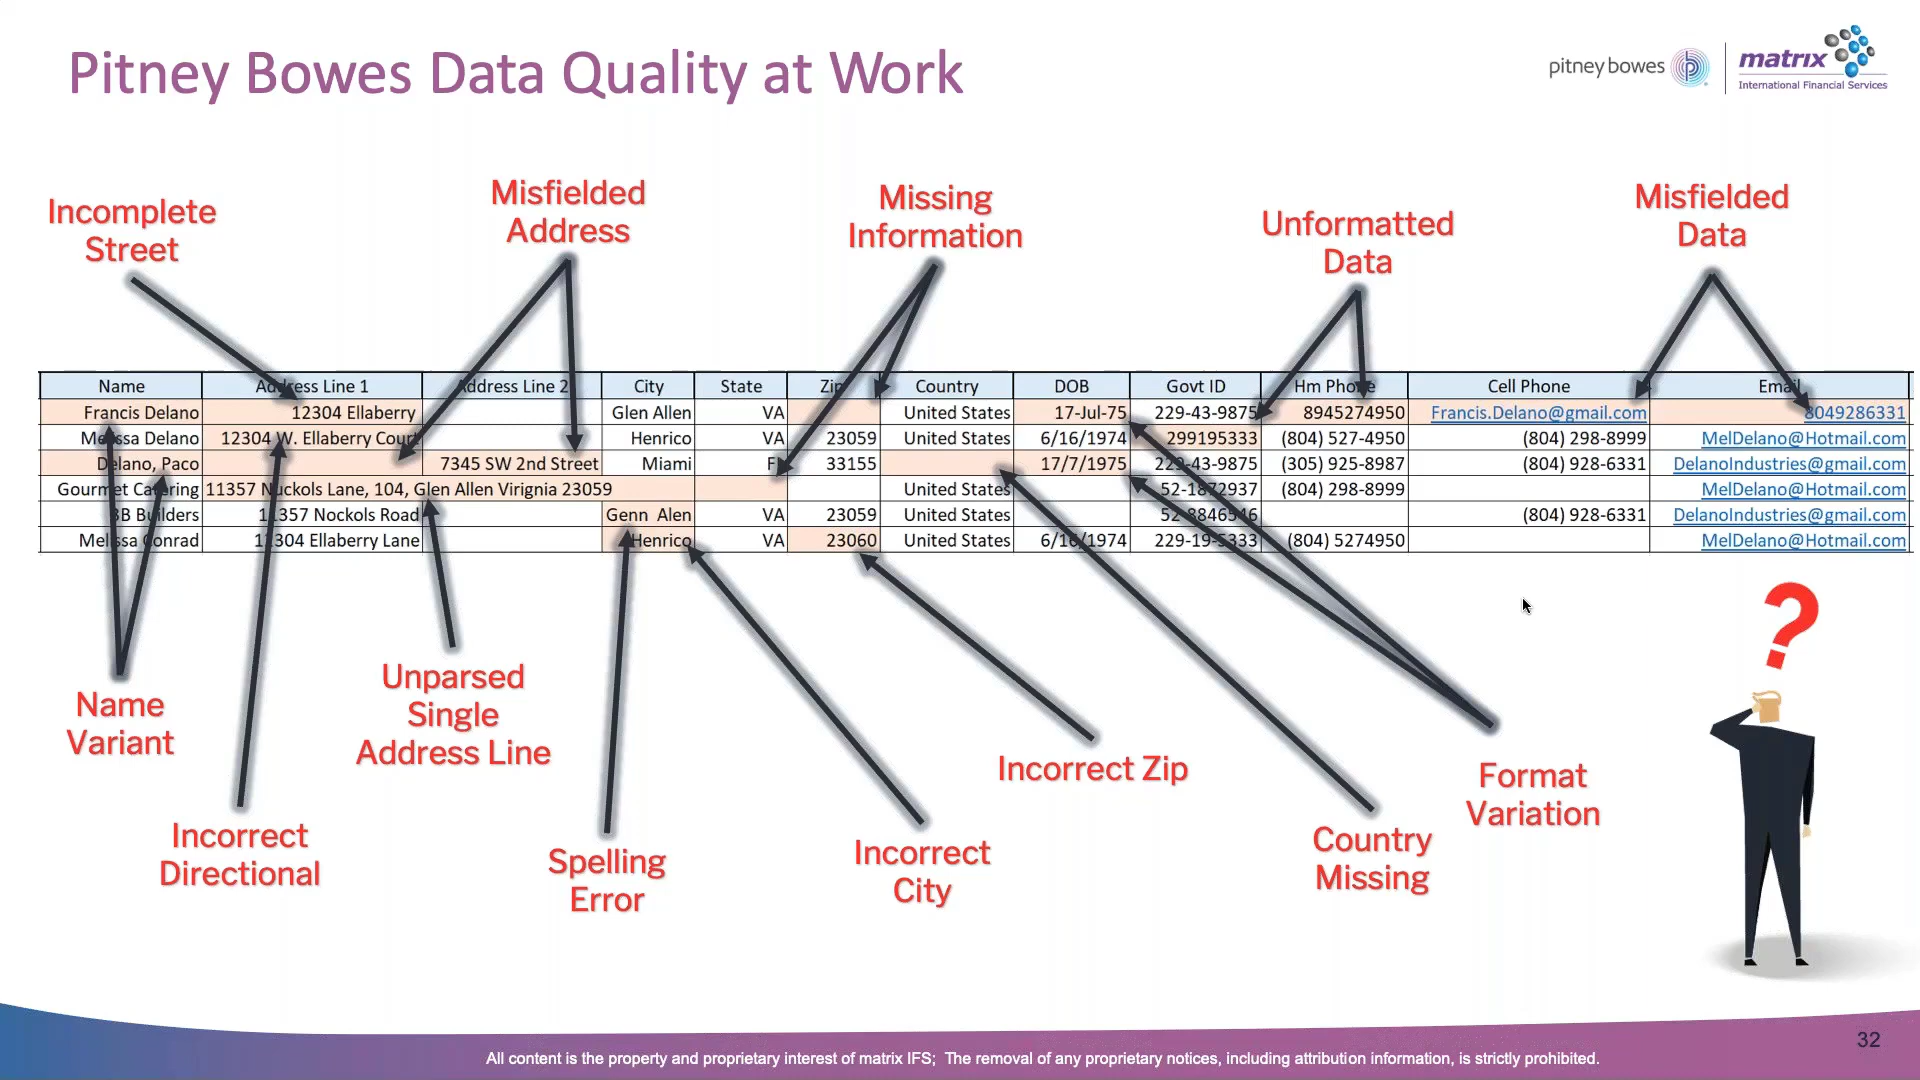 Pitney Bowes Data Quality at Work
pitney bowes
matrix
International Financial Services
Incomplete
Street
Misfielded
Address
Missing
Information
Unformatted
Data
Misfielded
Data
Name Address Line 1 Address Line 2 City State Zip Country DOB Govt ID Hm Phone Cell Phone Email
Francis Delano 12304 Ellaberry Glen Allen VA United States 17-Jul-75 229-43-9875 8945274950 Francis.Delano@gmail.com 8049286331
Melissa Delano 12304 W. Ellaberry Court Henrico VA 23059 United States 6/16/1974 299195333 (804) 527-4950 (804) 298-8999 MelDelano@Hotmail.com
Delano, Paco 7345 SW 2nd Street Miami 33155 17/7/1975 229-43-9875 (305) 925-8987 (804) 928-6331 DelanoIndustries@gmail.com
Gourmet Catering 11357 Nuckols Lane, 104, Glen Allen Virignia 23059 United States 52-1872937 (804) 298-8999 MelDelano@Hotmail.com
Builders 11357 Nockols Road Genn Alen VA 23059 United States 52-8846546 (804) 928-6331 DelanoIndustries@gmail.com
Melissa Conrad 11304 Ellaberry Lane Henrico VA 23060 United States 6/16/1974 229-19-5333 (804) 5274950 MelDelano@Hotmail.com
?
Name
Variant
Incorrect
Directional
Unparsed
Single
Address Line
Spelling
Error
Incorrect
City
Incorrect Zip
Country
Missing
Format
Variation
32
All content is the property and proprietary interest of matrix IFS; The removal of any proprietary notices, including attribution information, is strictly prohibited.